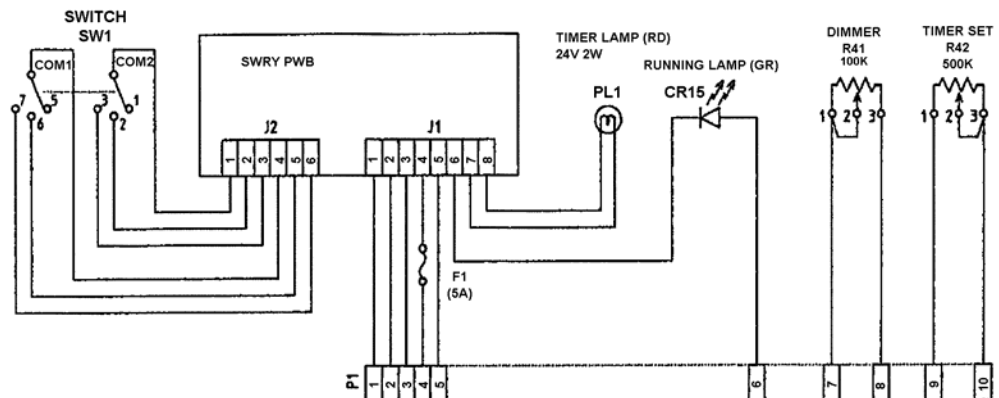 SWITCH
SW1
COM1
COM2
7
5
6
3
1
2
SWRY PWB
J2
1 2 3 4 5 6
J1
1 2 3 4 5 6 7 8
TIMER LAMP (RD)
24V 2W
PL1
RUNNING LAMP (GR)
CR15
DIMMER
R41
100K
1 2 3
TIMER SET
R42
500K
1 2 3
F1
(5A)
P1
1 2 3 4 5 6 7 8 9 10